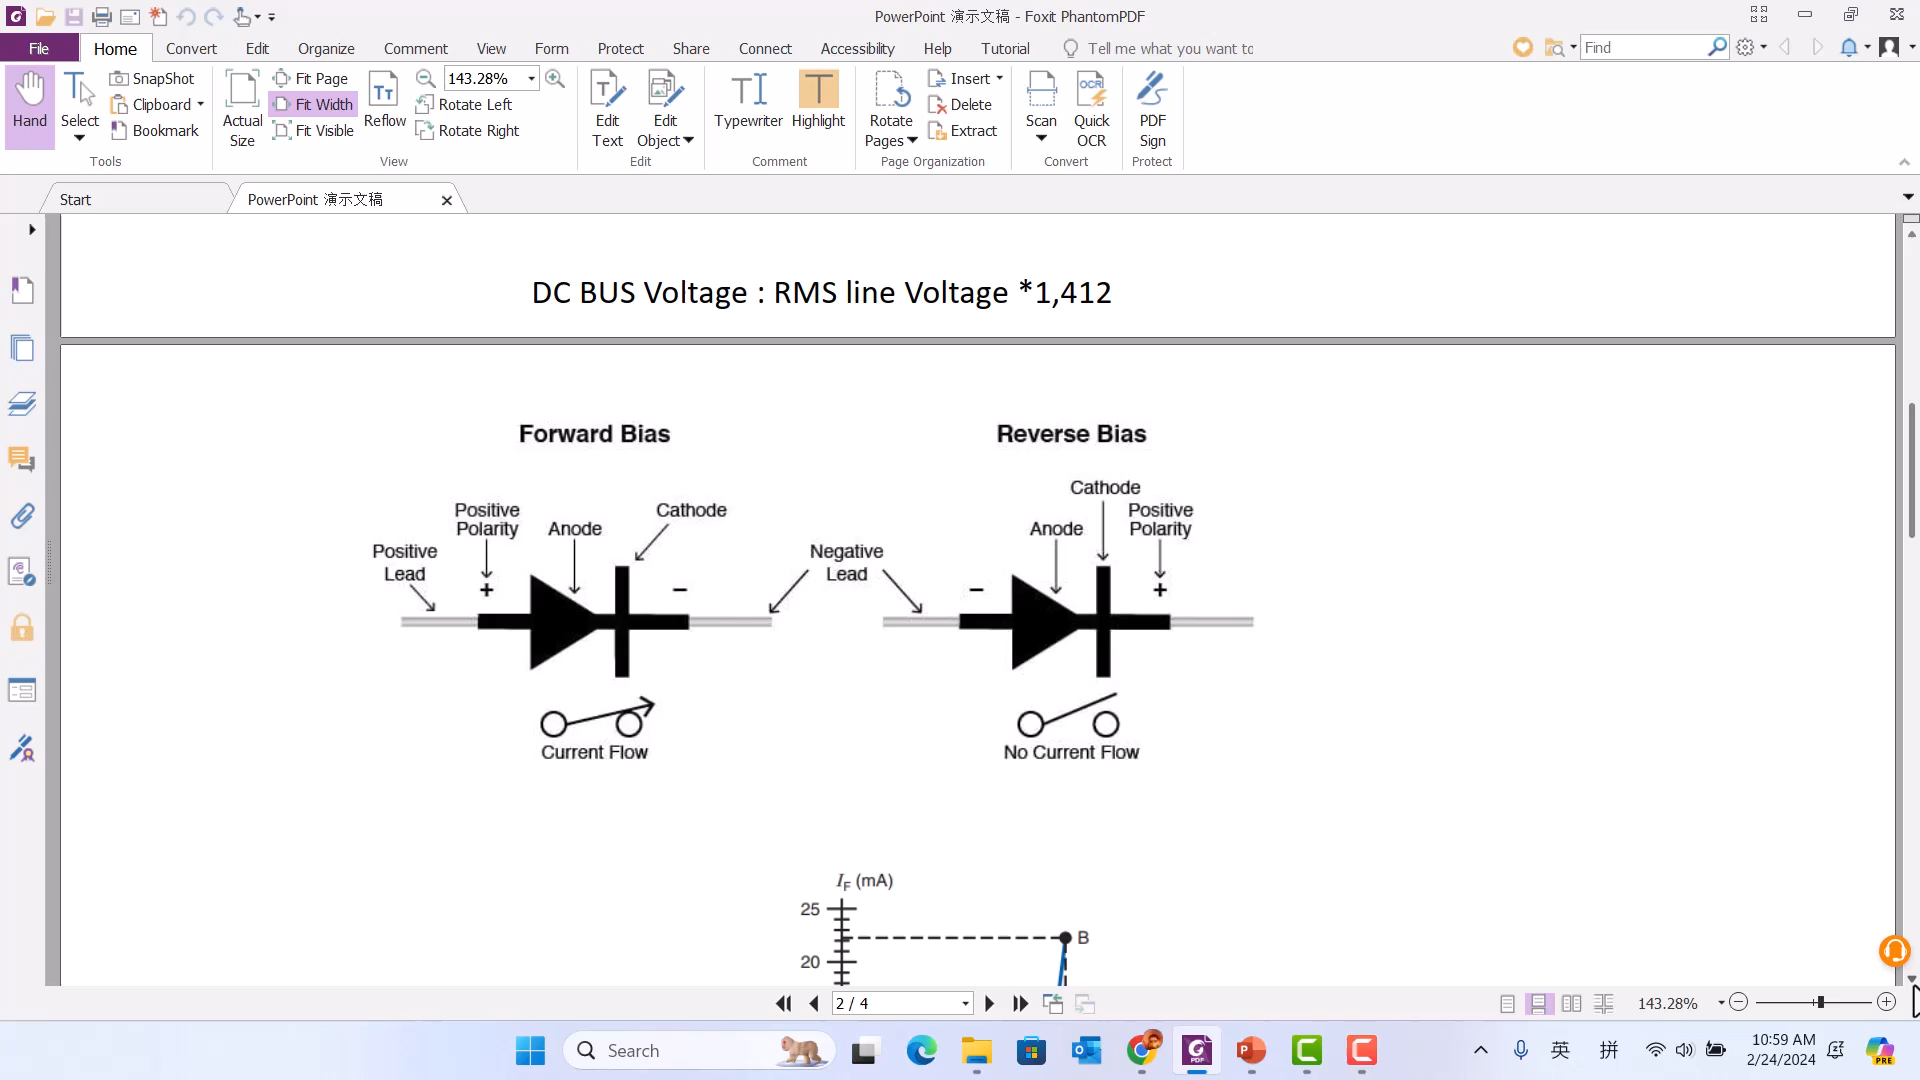 PowerPoint 演示文稿 - Foxit PhantomPDF
File Home Convert Edit Organize Comment View Form Protect Share Connect Accessibility Help Tutorial Tell me what you want to Find
Hand
Select
SnapShot
Clipboard
Bookmark
Tools
Actual Size
Fit Page
Fit Width
Fit Visible
Reflow
143.28%
Rotate Left
Rotate Right
View
Edit Text
Edit Object
Edit
Typewriter
Highlight
Comment
Rotate Pages
Insert
Delete
Extract
Page Organization
Scan
Quick OCR
Convert
PDF Sign
Protect
Start
PowerPoint 演示文稿
DC BUS Voltage : RMS line Voltage *1,412
Forward Bias
Positive Lead
Positive Polarity
Anode
Cathode
+
−
Negative Lead
Current Flow
Reverse Bias
Cathode
Anode
Positive Polarity
−
+
No Current Flow
IF (mA)
25
B
20
2 / 4
143.28%
Search
英
拼
10:59 AM
2/24/2024